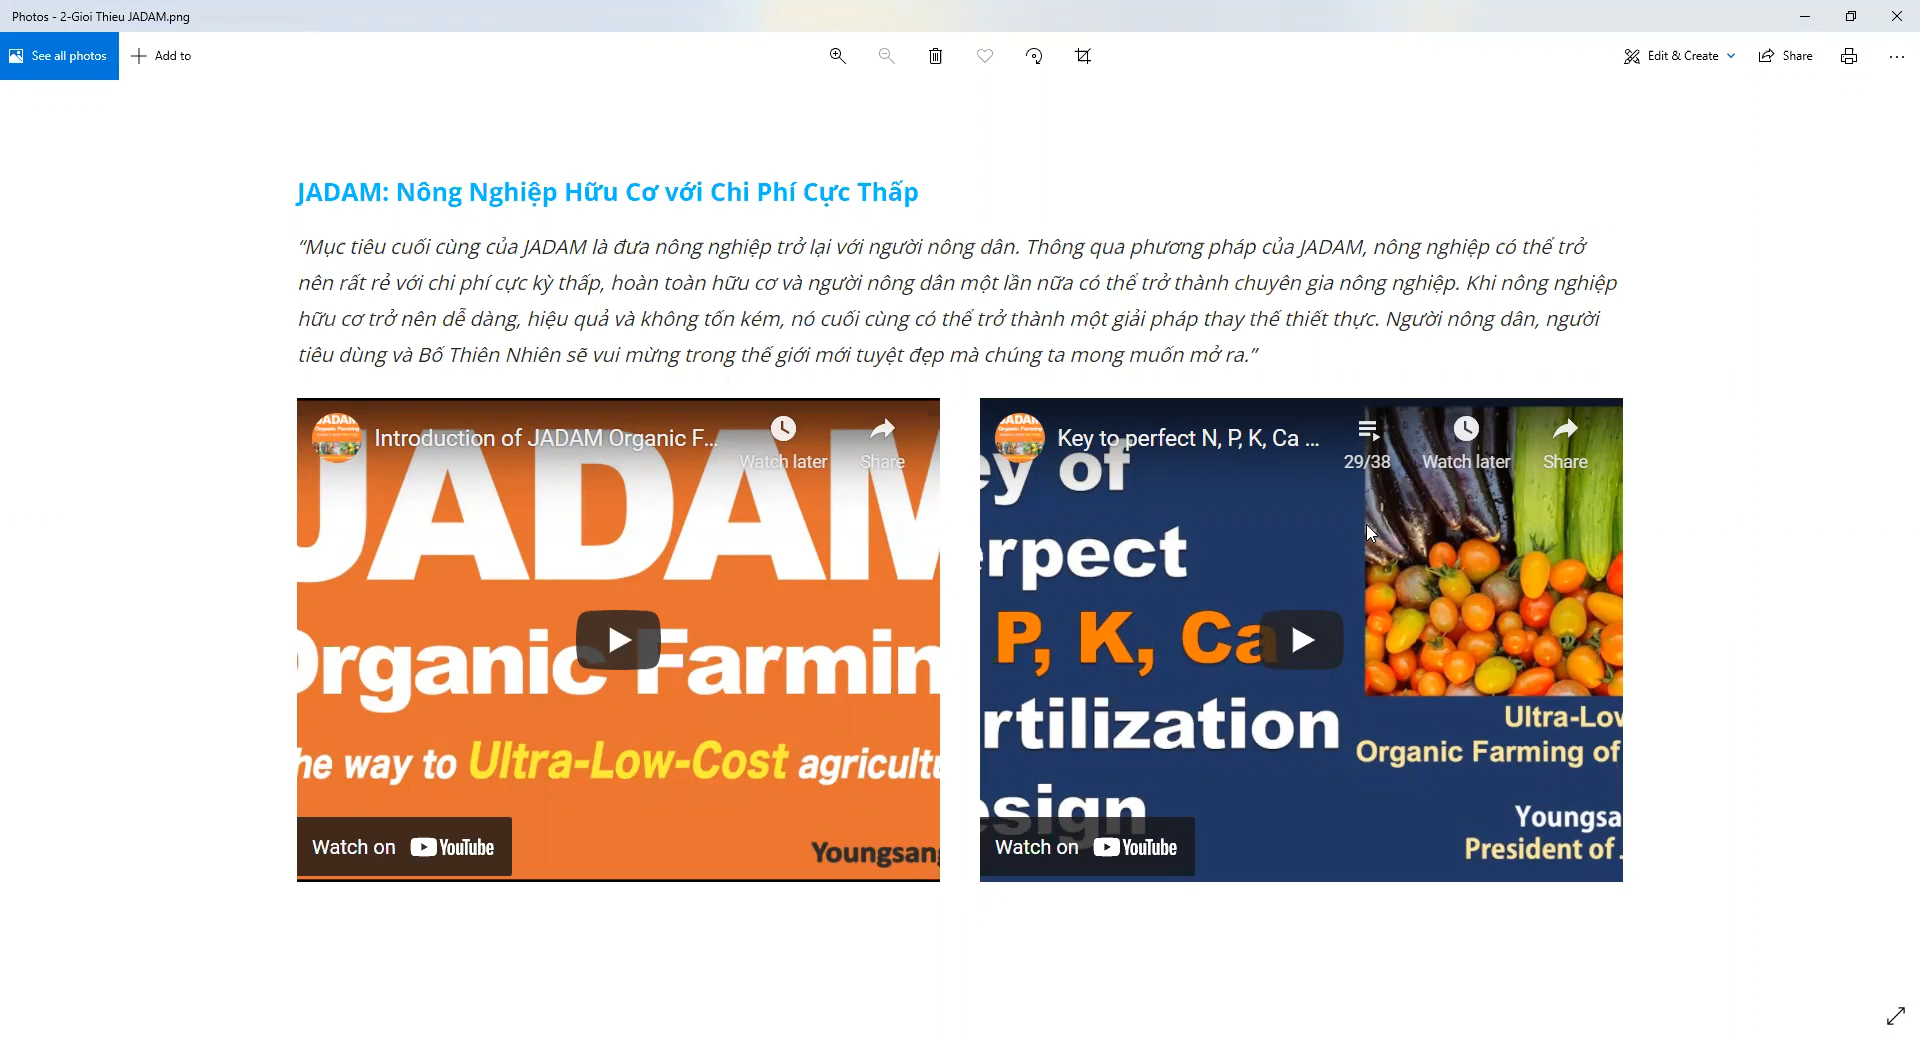 Photos - 2-Gioi Thieu JADAM.png
See all photos
Add to
Edit & Create
Share
JADAM: Nông Nghiệp Hữu Cơ với Chi Phí Cực Thấp
“Mục tiêu cuối cùng của JADAM là đưa nông nghiệp trở lại với người nông dân. Thông qua phương pháp của JADAM, nông nghiệp có thể trở
nên rất rẻ với chi phí cực kỳ thấp, hoàn toàn hữu cơ và người nông dân một lần nữa có thể trở thành chuyên gia nông nghiệp. Khi nông nghiệp
hữu cơ trở nên dễ dàng, hiệu quả và không tốn kém, nó cuối cùng có thể trở thành một giải pháp thay thế thiết thực. Người nông dân, người
tiêu dùng và Bố Thiên Nhiên sẽ vui mừng trong thế giới mới tuyệt đẹp mà chúng ta mong muốn mở ra.”
Introduction of JADAM Organic F...
Watch later
Share
JADAM
Organic Farmin
he way to Ultra-Low-Cost agricultu
Watch on YouTube
Youngsang
Key to perfect N, P, K, Ca ...
29/38
Watch later
Share
ey of
erpect
P, K, Ca
rtilization
esign
Ultra-Low
Organic Farming of
Youngsa
President of J
Watch on YouTube